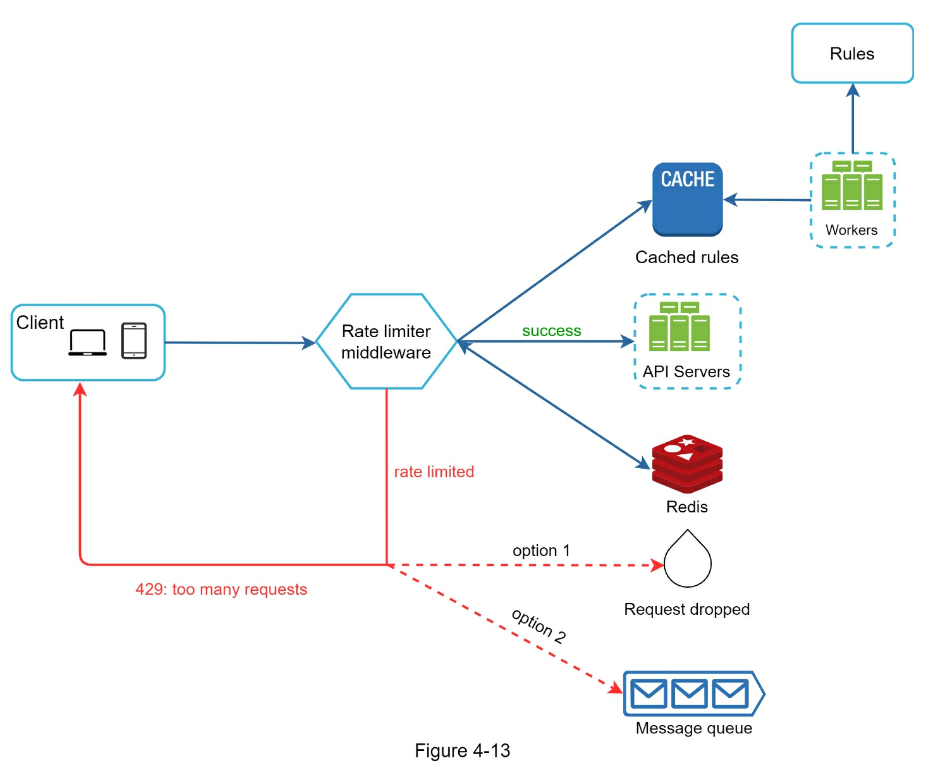 Rules
CACHE
Workers
Cached rules
Client
Rate limiter
middleware
success
API Servers
rate limited
Redis
option 1
429: too many requests
Request dropped
option 2
Message queue
Figure 4-13